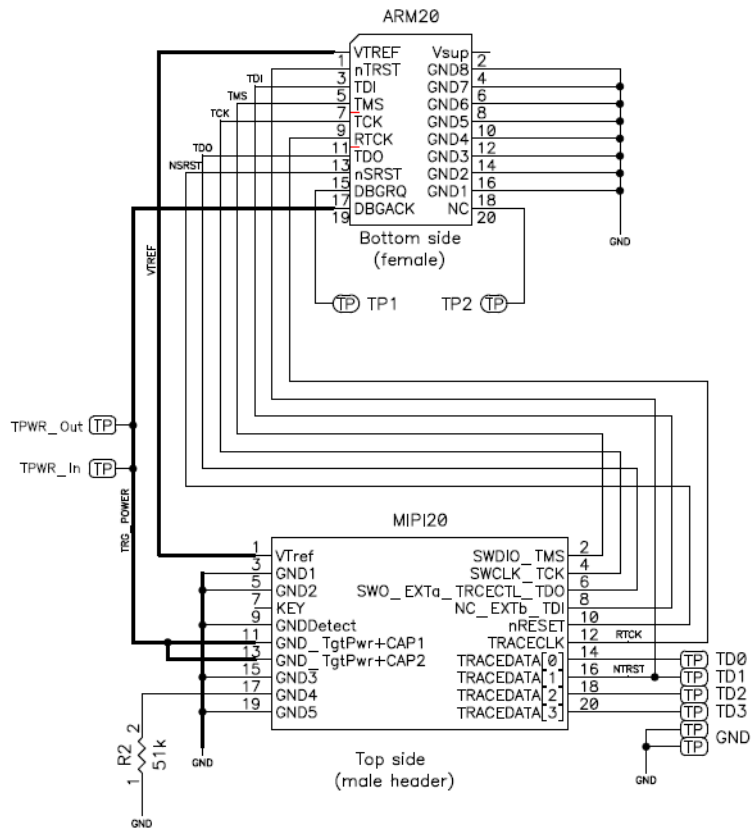 ARM20
VTREF Vsup
1 nTRST GND8 2
3 TDI GND7 4
5 TMS GND6 6
7 TCK GND5 8
9 RTCK GND4 10
11 TDO GND3 12
13 nSRST GND2 14
15 DBGRQ GND1 16
17 DBGACK NC 18
19 20
TDI
TMS
TCK
TDO
NSRST
VTREF
Bottom side
(female)
GND
TP TP1 TP2 TP
TPWR_Out TP
TPWR_In TP
TRG_POWER
MIPI20
1 VTref SWDIO_TMS 2
3 GND1 SWCLK_TCK 4
5 GND2 SWO_EXTa_TRCECTL_TDO 6
7 KEY NC_EXTb_TDI 8
9 GNDDetect nRESET 10
11 GND_TgtPwr+CAP1 TRACECLK 12 RTCK
13 GND_TgtPwr+CAP2 TRACEDATA[0] 14 TP TD0
15 GND3 TRACEDATA[1] 16 NTRST TP TD1
17 GND4 TRACEDATA[2] 18 TP TD2
19 GND5 TRACEDATA[3] 20 TP TD3
TP
TP GND
R2 51k
2
1
GND
GND
GND
Top side
(male header)